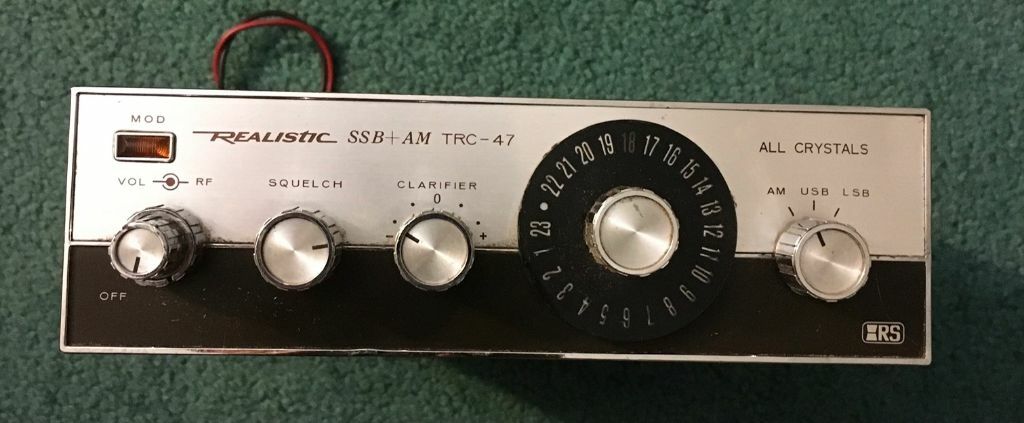 MOD
REALISTIC SSB+AM TRC-47
ALL CRYSTALS
VOL RF
SQUELCH
CLARIFIER
0
- +
OFF
1 2 3 4 5 6 7 8 9 10 11 12 13 14 15 16 17 18 19 20 21 22 • 23
AM USB LSB
RS